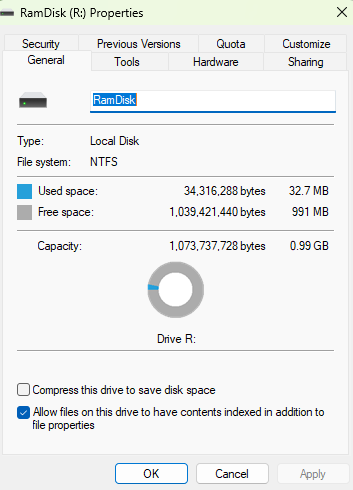 RamDisk (R:) Properties
Security Previous Versions Quota Customize
General Tools Hardware Sharing
RamDisk
Type: Local Disk
File system: NTFS
Used space: 34,316,288 bytes 32.7 MB
Free space: 1,039,421,440 bytes 991 MB
Capacity: 1,073,737,728 bytes 0.99 GB
Drive R:
Compress this drive to save disk space
Allow files on this drive to have contents indexed in addition to
file properties
OK Cancel Apply